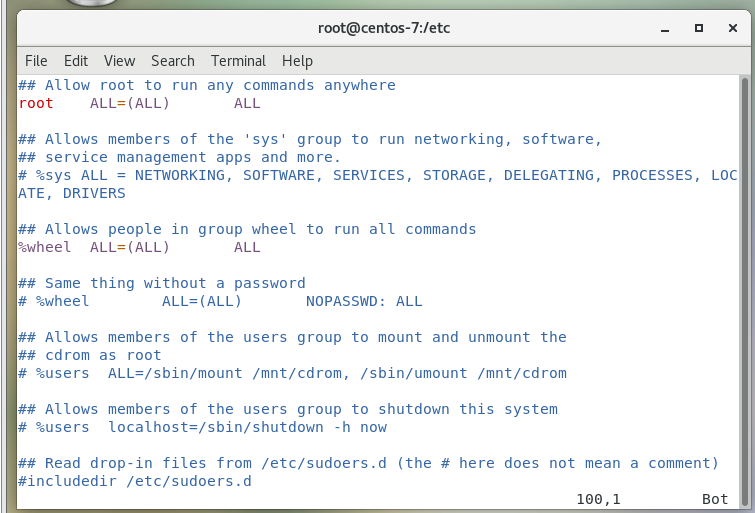 root@centos-7:/etc
File Edit View Search Terminal Help
## Allow root to run any commands anywhere
root    ALL=(ALL)       ALL

## Allows members of the 'sys' group to run networking, software,
## service management apps and more.
# %sys ALL = NETWORKING, SOFTWARE, SERVICES, STORAGE, DELEGATING, PROCESSES, LOC
ATE, DRIVERS

## Allows people in group wheel to run all commands
%wheel  ALL=(ALL)       ALL

## Same thing without a password
# %wheel        ALL=(ALL)       NOPASSWD: ALL

## Allows members of the users group to mount and unmount the
## cdrom as root
# %users  ALL=/sbin/mount /mnt/cdrom, /sbin/umount /mnt/cdrom

## Allows members of the users group to shutdown this system
# %users  localhost=/sbin/shutdown -h now

## Read drop-in files from /etc/sudoers.d (the # here does not mean a comment)
#includedir /etc/sudoers.d
100,1         Bot